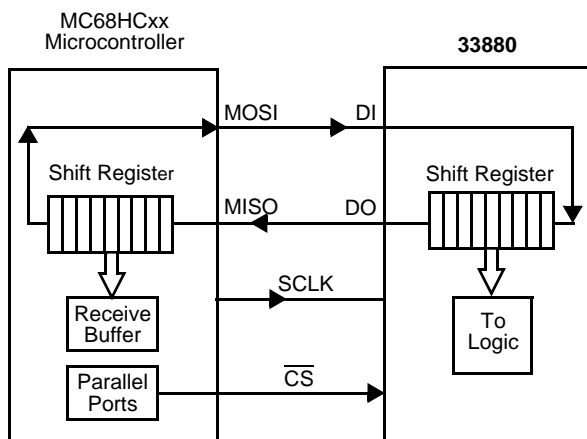 MC68HCxx
Microcontroller
33880
MOSI
DI
Shift Register
Shift Register
MISO
DO
SCLK
Receive
Buffer
To
Logic
Parallel
Ports
CS